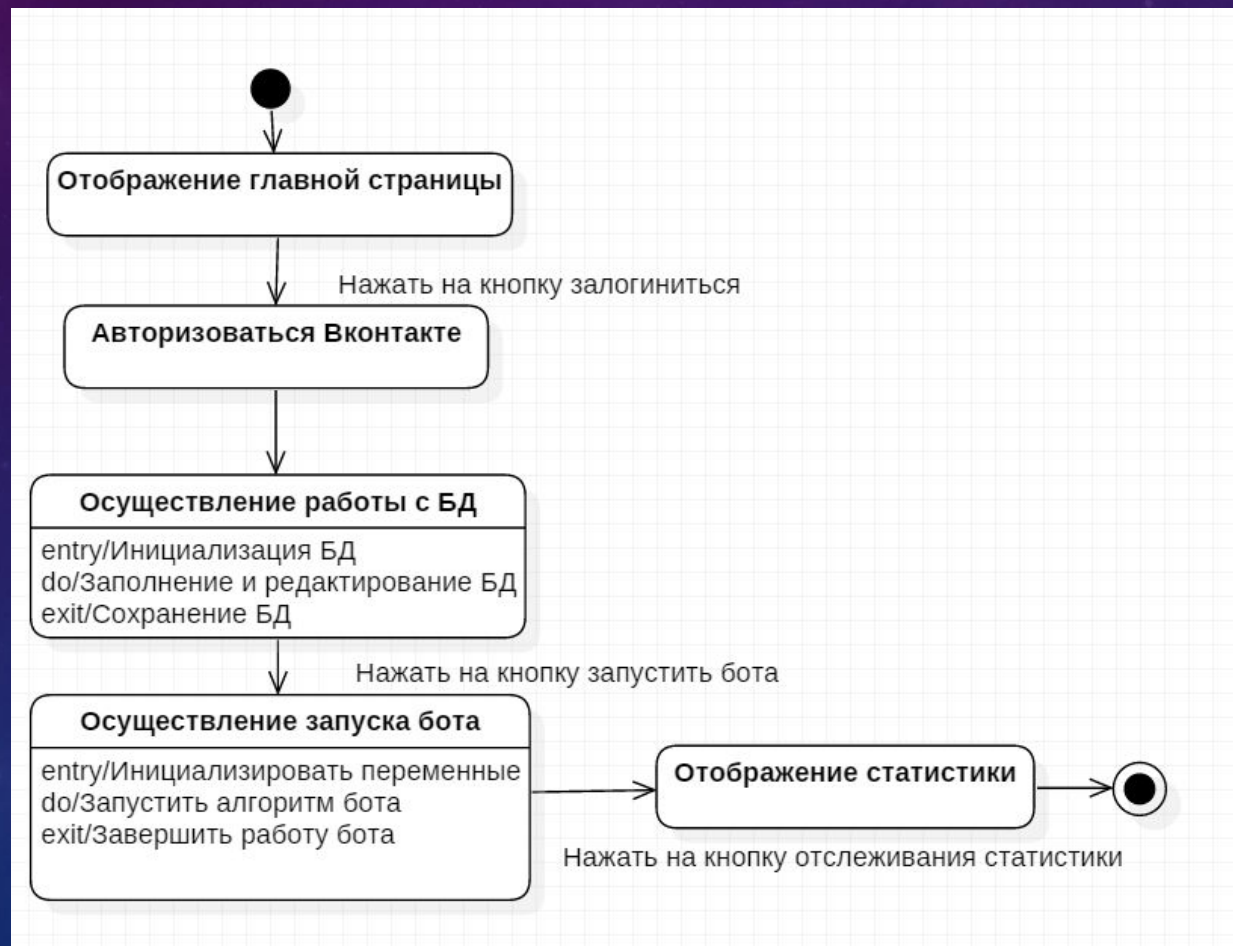 Отображение главной страницы
Нажать на кнопку залогиниться
Авторизоваться Вконтакте
Осуществление работы с БД
entry/Инициализация БД
do/Заполнение и редактирование БД
exit/Сохранение БД
Нажать на кнопку запустить бота
Осуществление запуска бота
entry/Инициализировать переменные
do/Запустить алгоритм бота
exit/Завершить работу бота
Отображение статистики
Нажать на кнопку отслеживания статистики